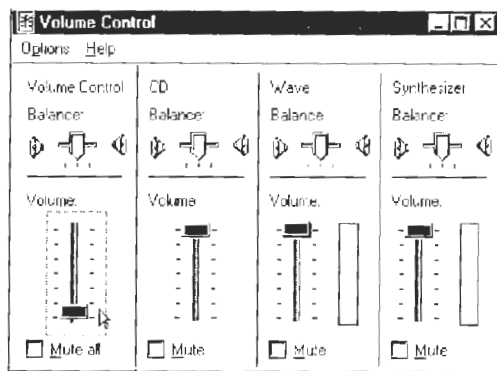 Volume Control
Options Help
Volume Control CD Wave Synthesizer
Balance: Balance: Balance: Balance:
Volume: Volume: Volume: Volume:
Mute all Mute Mute Mute